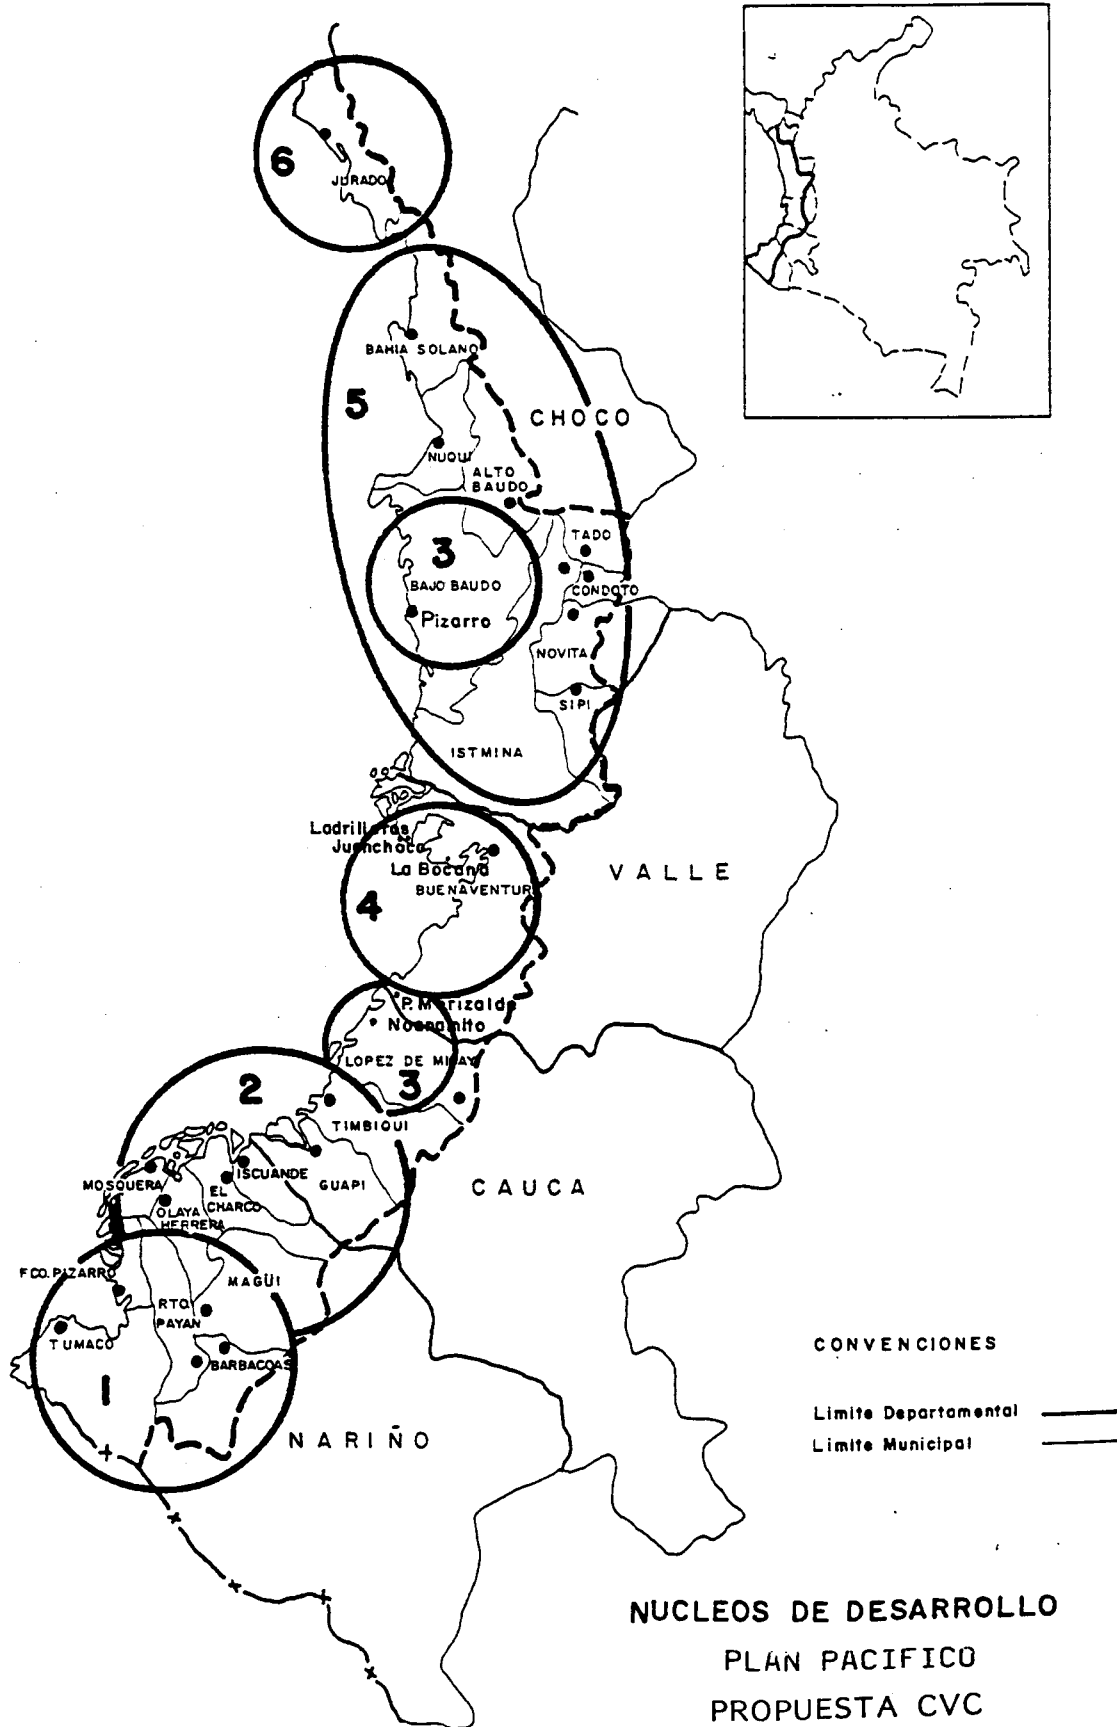 6
JURADO
BAHIA SOLANO
5
CHOCO
NUQUI
ALTO
BAUDO
3
TADO
BAJO BAUDO
CONDOTO
Pizarro
NOVITA
SIPI
ISTMINA
Ladrilleros
Juanchaco
La Bocana
BUENAVENTUR
VALLE
4
P. Merizalde
Noanamito
LOPEZ DE MICAY
3
2
TIMBIQUI
ISCUANDE
MOSQUERA
EL
CHARCO
GUAPI
CAUCA
OLAYA
HERRERA
FCO. PIZARRO
MAGÜI
RTO.
PAYAN
TUMACO
BARBACOAS
1
NARIÑO
CONVENCIONES
Limite Departamental
Limite Municipal
NUCLEOS DE DESARROLLO
PLAN PACIFICO
PROPUESTA CVC